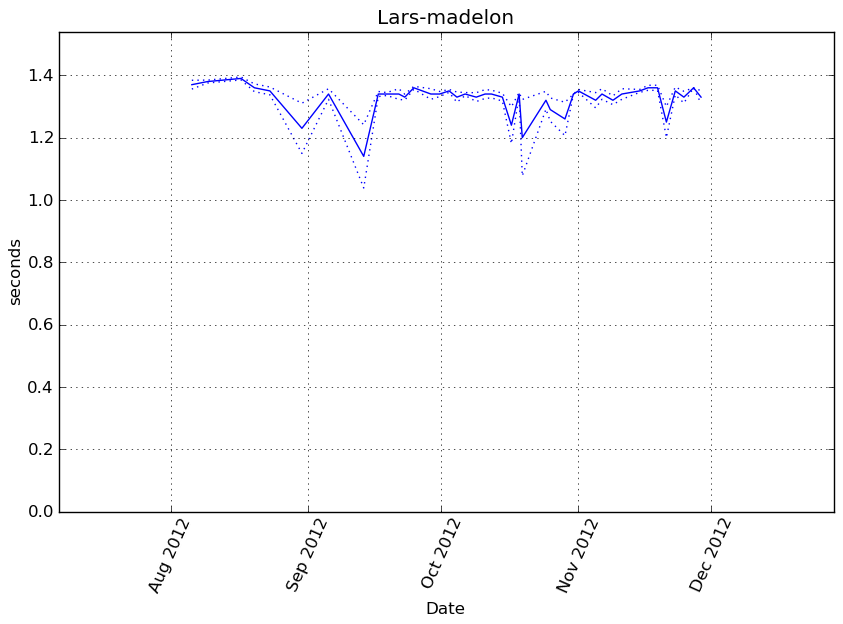 Lars-madelon
1.4
1.2
1.0
0.8
0.6
0.4
0.2
0.0
seconds
Aug 2012
Sep 2012
Oct 2012
Nov 2012
Dec 2012
Date